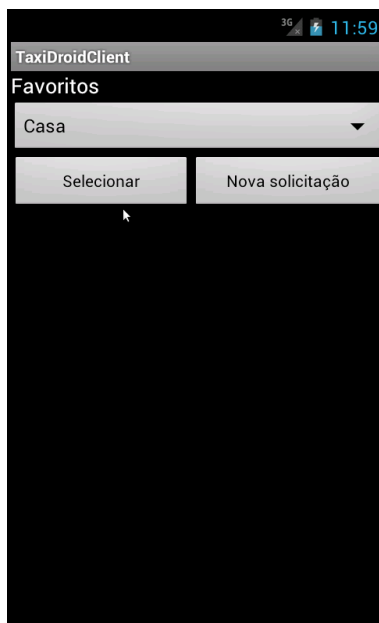 3G 11:59
TaxiDroidClient
Favoritos
Casa
Selecionar Nova solicitação